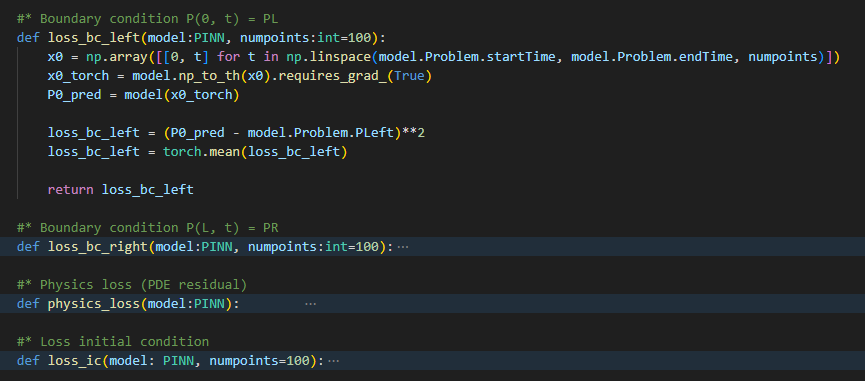 #* Boundary condition P(0, t) = PL
def loss_bc_left(model:PINN, numpoints:int=100):
    x0 = np.array([[0, t] for t in np.linspace(model.Problem.startTime, model.Problem.endTime, numpoints)])
    x0_torch = model.np_to_th(x0).requires_grad_(True)
    P0_pred = model(x0_torch)

    loss_bc_left = (P0_pred - model.Problem.PLeft)**2
    loss_bc_left = torch.mean(loss_bc_left)

    return loss_bc_left

#* Boundary condition P(L, t) = PR
def loss_bc_right(model:PINN, numpoints:int=100):⋯

#* Physics loss (PDE residual)
def physics_loss(model:PINN):        ⋯

#* Loss initial condition
def loss_ic(model: PINN, numpoints=100):⋯